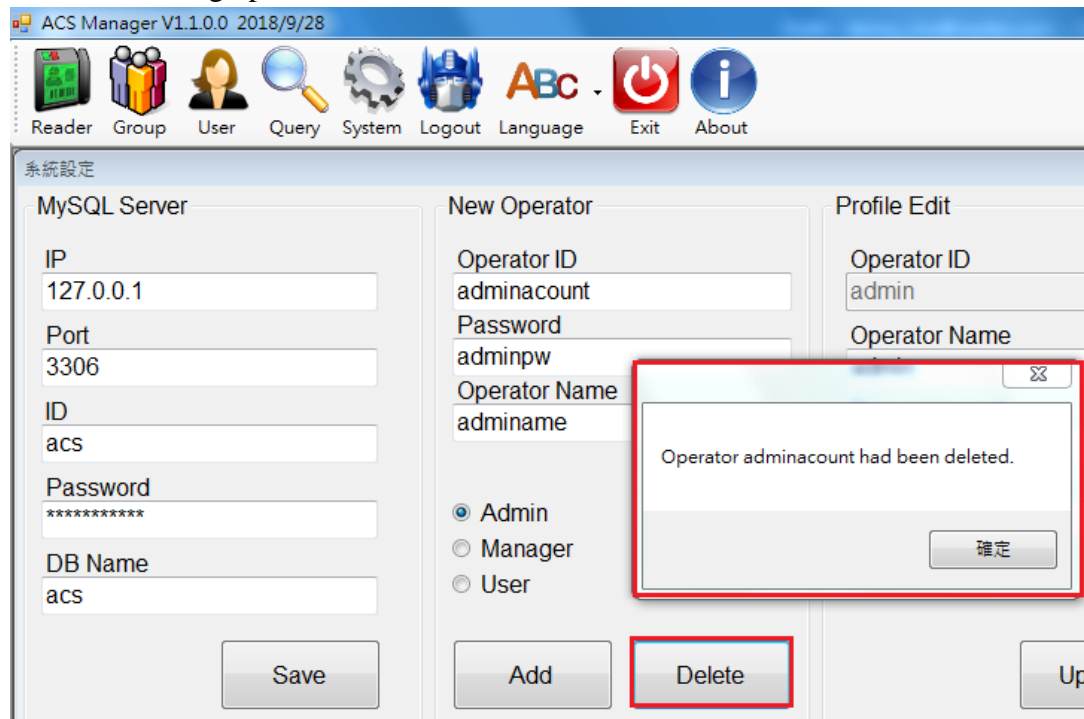 ACS Manager V1.1.0.0 2018/9/28
Reader Group User Query System Logout Language Exit About
系統設定
MySQL Server
IP
127.0.0.1
Port
3306
ID
acs
Password
***********
DB Name
acs
Save
New Operator
Operator ID
adminacount
Password
adminpw
Operator Name
adminame
Admin
Manager
User
Add
Delete
Profile Edit
Operator ID
admin
Operator Name
Operator adminacount had been deleted.
確定